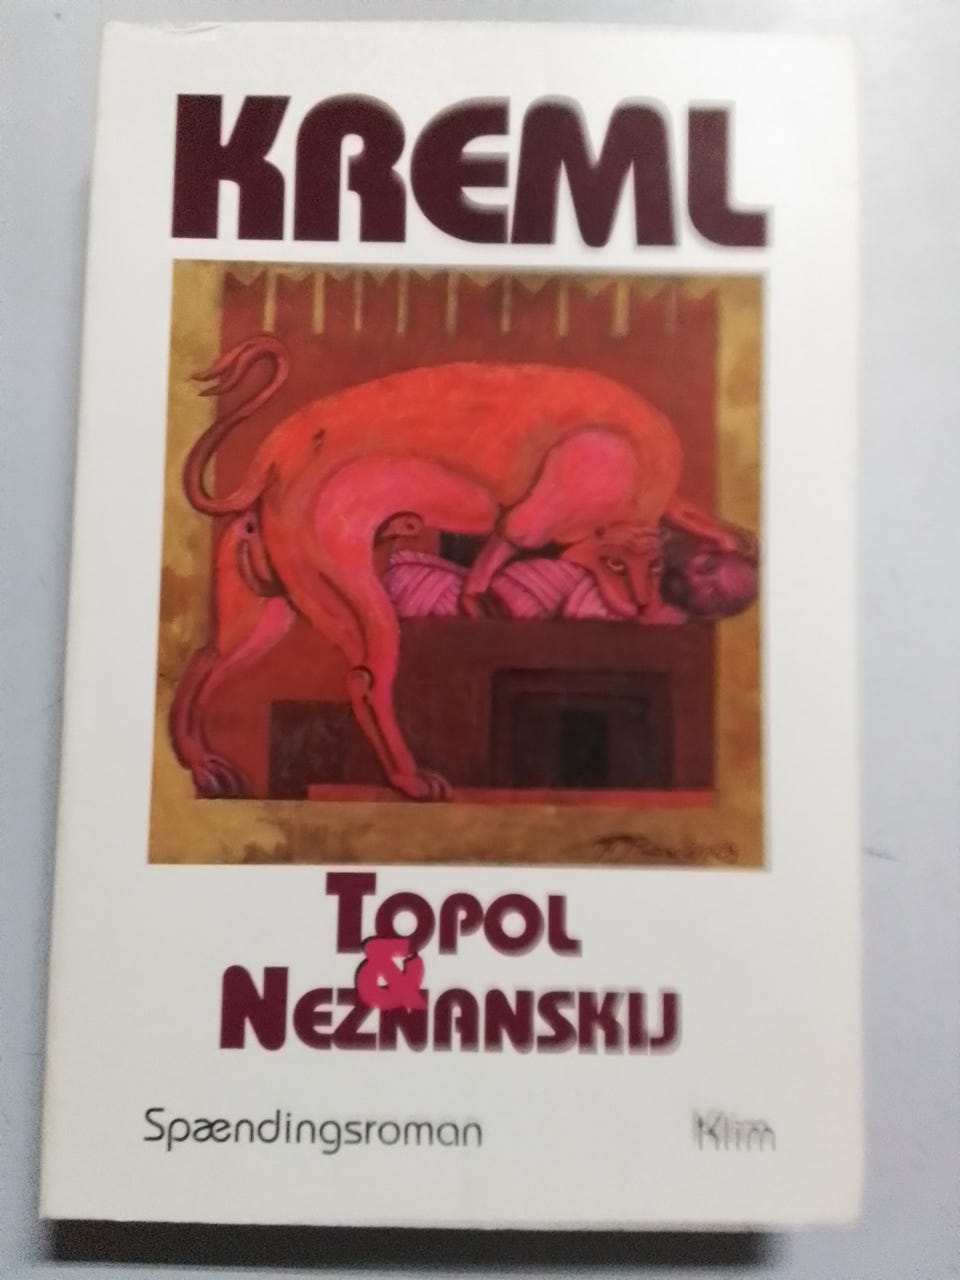 KREML
TOPOL
&
NEZNANSKIJ
Spændingsroman
Klim